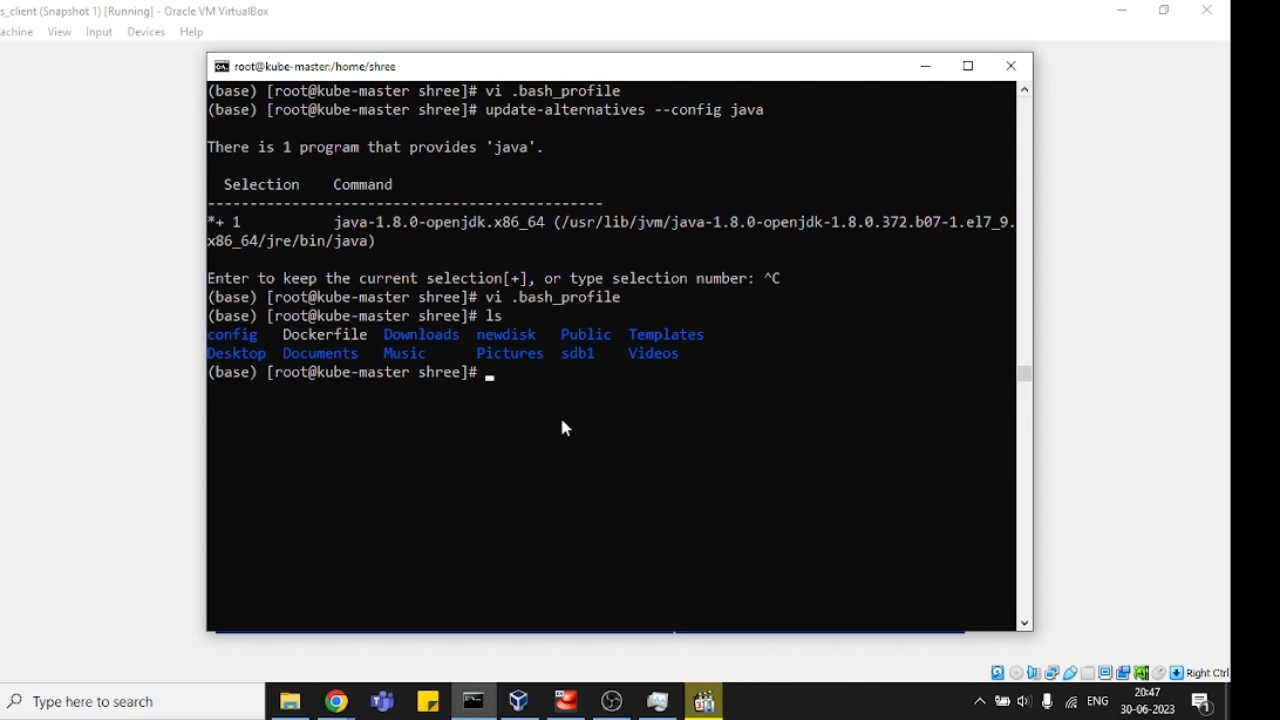 s_client (Snapshot 1) [Running] - Oracle VM VirtualBox
achine View Input Devices Help
root@kube-master:/home/shree
(base) [root@kube-master shree]# vi .bash_profile
(base) [root@kube-master shree]# update-alternatives --config java
There is 1 program that provides 'java'.
Selection Command
-----------------------------------------------
*+ 1 java-1.8.0-openjdk.x86_64 (/usr/lib/jvm/java-1.8.0-openjdk-1.8.0.372.b07-1.el7_9.
x86_64/jre/bin/java)
Enter to keep the current selection[+], or type selection number: ^C
(base) [root@kube-master shree]# vi .bash_profile
(base) [root@kube-master shree]# ls
config Dockerfile Downloads newdisk Public Templates
Desktop Documents Music Pictures sdb1 Videos
(base) [root@kube-master shree]#
Right Ctrl
Type here to search
ENG
20:47
30-06-2023
1